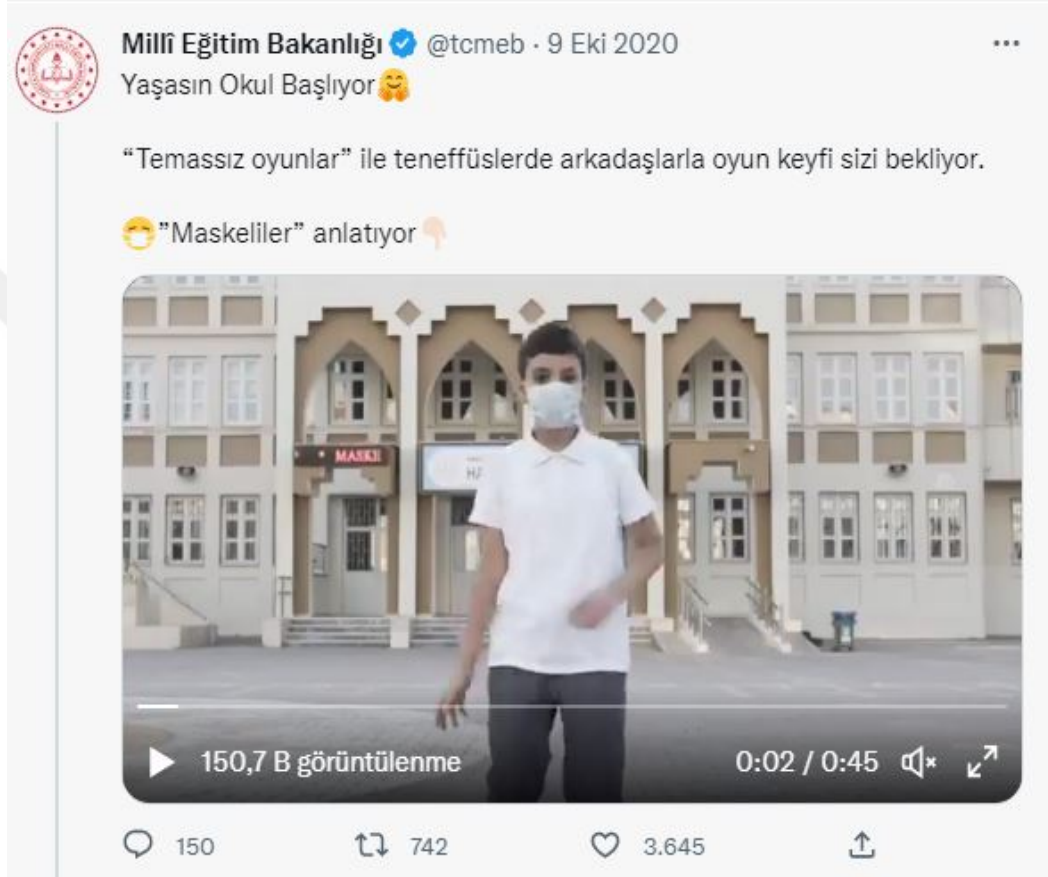 Millî Eğitim Bakanlığı @tcmeb · 9 Eki 2020
Yaşasın Okul Başlıyor🤗
“Temassız oyunlar” ile teneffüslerde arkadaşlarla oyun keyfi sizi bekliyor.
😷”Maskeliler” anlatıyor👇🏻
MASKE
HA
150,7 B görüntülenme
0:02 / 0:45
150
742
3.645